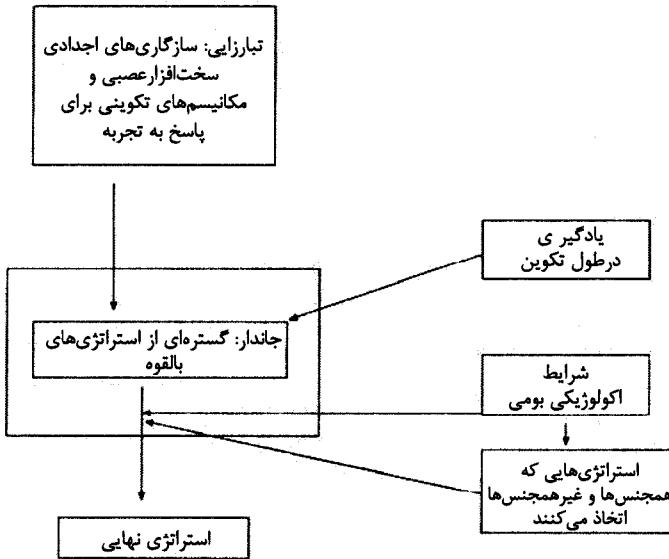 تبارزایی: سازگاری‌های اجدادی
سخت‌افزارعصبی و
مکانیسم‌های تکوینی برای
پاسخ به تجربه
یادگیر ی
درطول تکوین
جاندار: گستره‌ای از استراتژی‌های
بالقوه
شرایط
اکولوژیکی بومی
استراتژی‌هایی که
همجنس‌ها و غیرهمجنس‌ها
اتخاذ می‌کنند
استراتژی نهایی